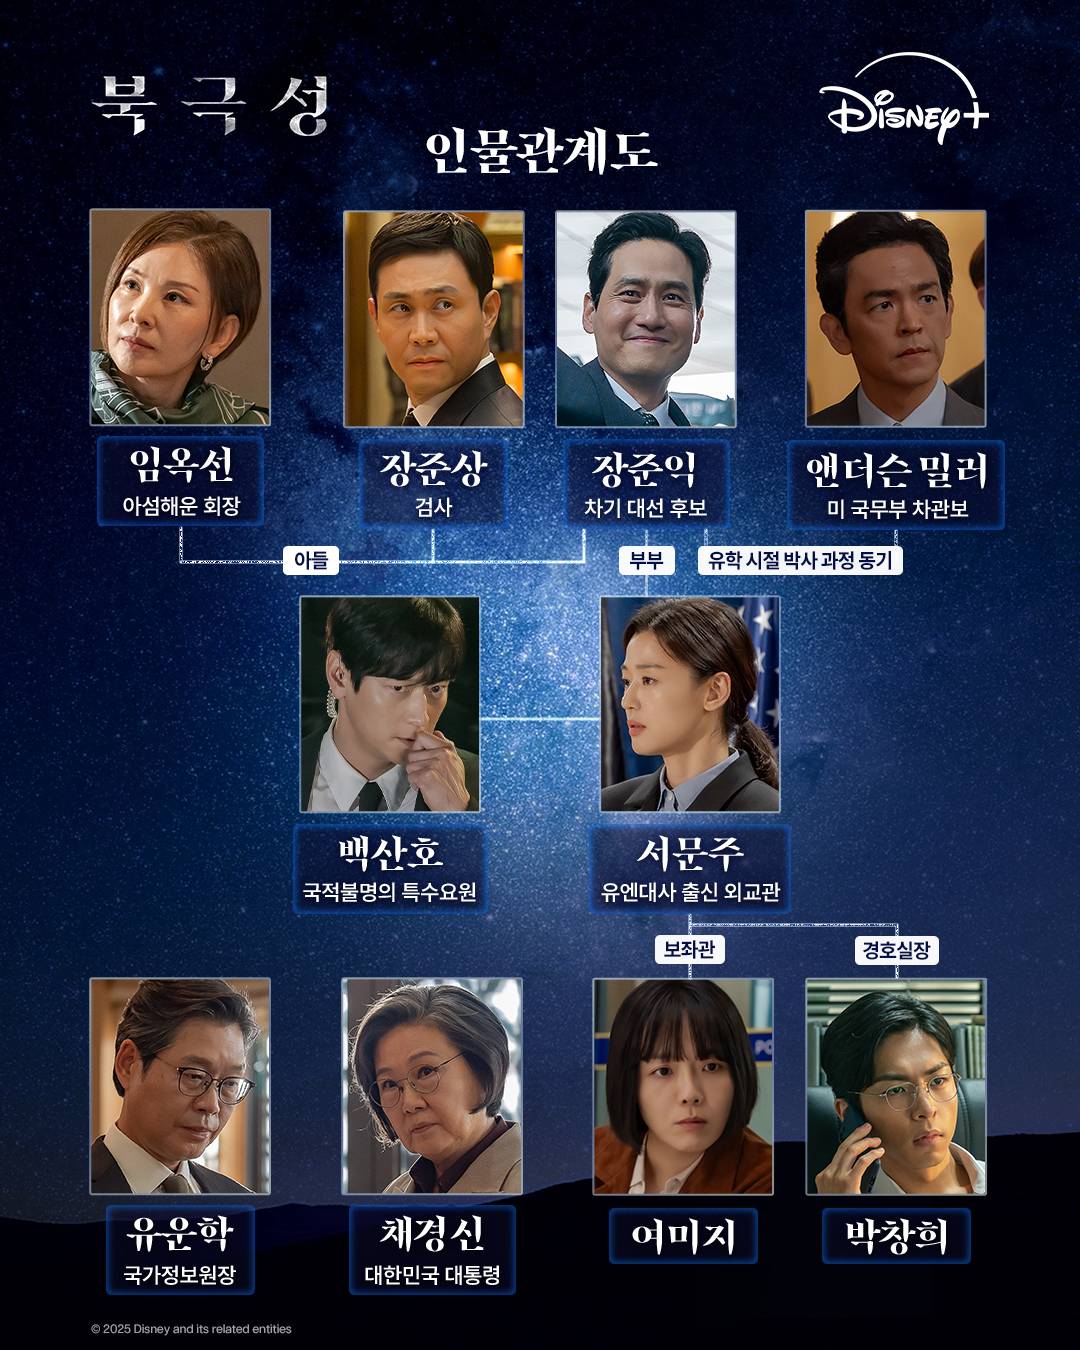 북극성
Disney+
인물관계도
임옥선
아섬해운 회장
장준상
검사
장준익
차기 대선 후보
앤더슨 밀러
미 국무부 차관보
아들
부부
유학 시절 박사 과정 동기
백산호
국적불명의 특수요원
서문주
유엔대사 출신 외교관
보좌관
경호실장
PO
유운학
국가정보원장
채경신
대한민국 대통령
여미지
박창희
© 2025 Disney and its related entities